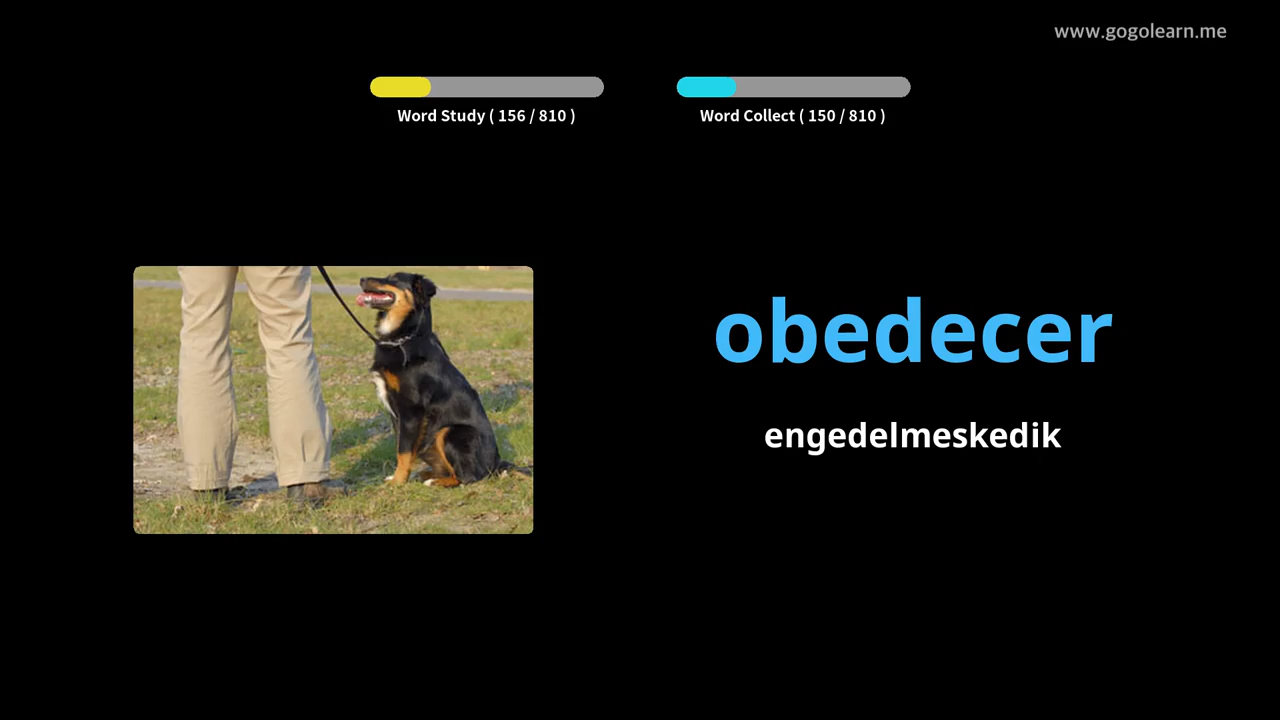 www.gogolearn.me
Word Study ( 156 / 810 )
Word Collect ( 150 / 810 )
obedecer
engedelmeskedik